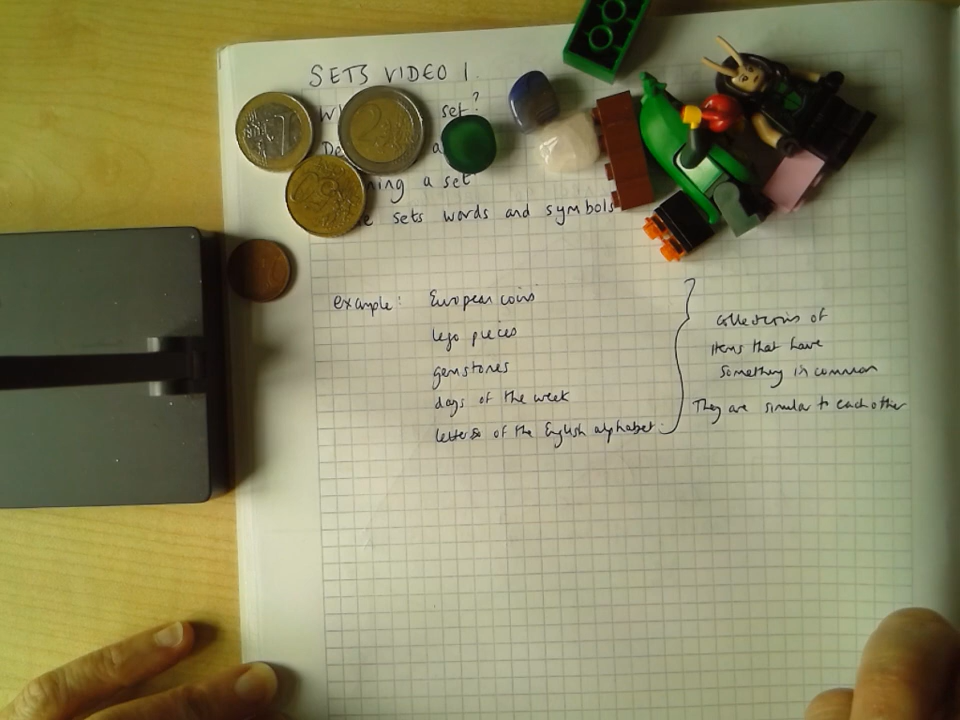 SETS VIDEO 1.
set?
a
ning a set
sets words and symbols
example: European coins
lego pieces
gemstones
days of the week
letters of the English alphabet.
collections of
items that have
something in common
They are similar to each other